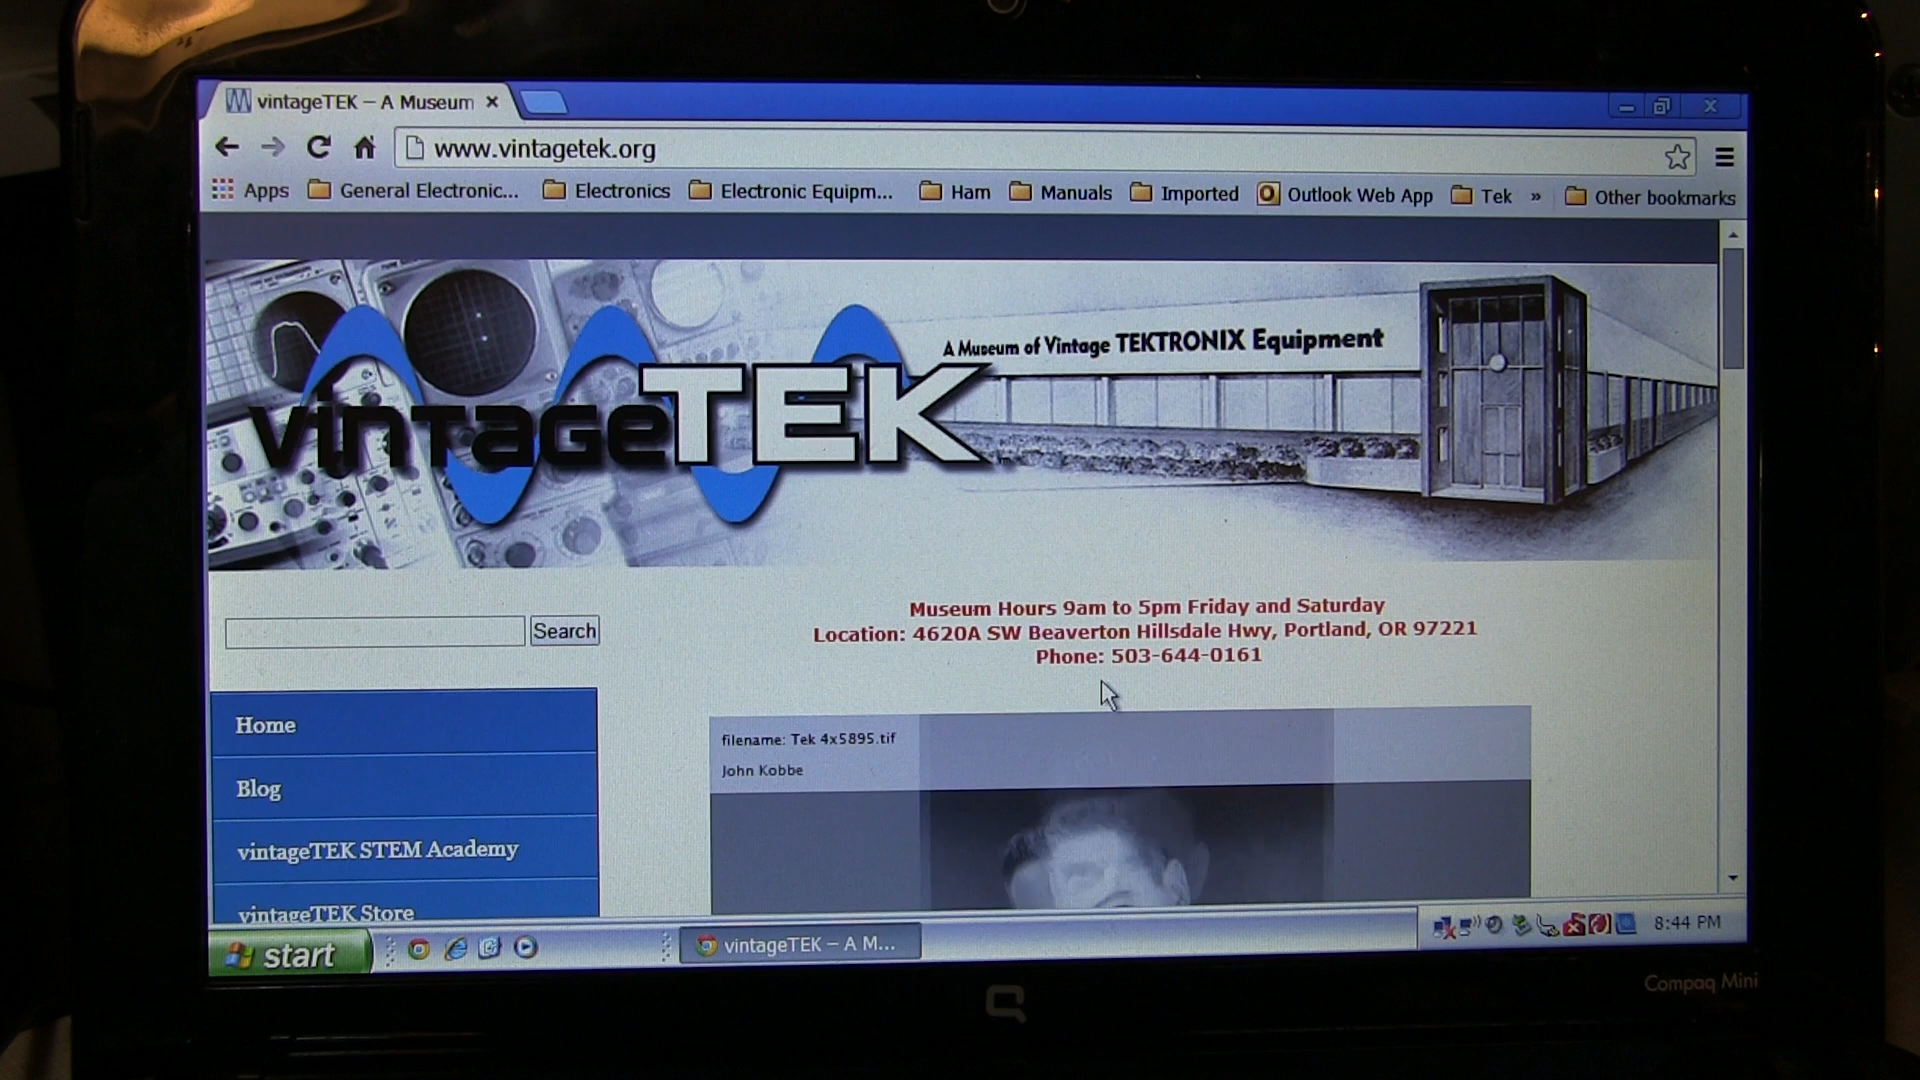 vintageTEK – A Museum
www.vintagetek.org
Apps General Electronic... Electronics Electronic Equipm... Ham Manuals Imported Outlook Web App Tek » Other bookmarks
A Museum of Vintage TEKTRONIX Equipment
vintageTEK
Museum Hours 9am to 5pm Friday and Saturday
Location: 4620A SW Beaverton Hillsdale Hwy, Portland, OR 97221
Phone: 503-644-0161
Search
Home
Blog
vintageTEK STEM Academy
vintageTEK Store
filename: Tek 4x5895.tif
John Kobbe
start
vintageTEK – A M...
8:44 PM
Compaq Mini